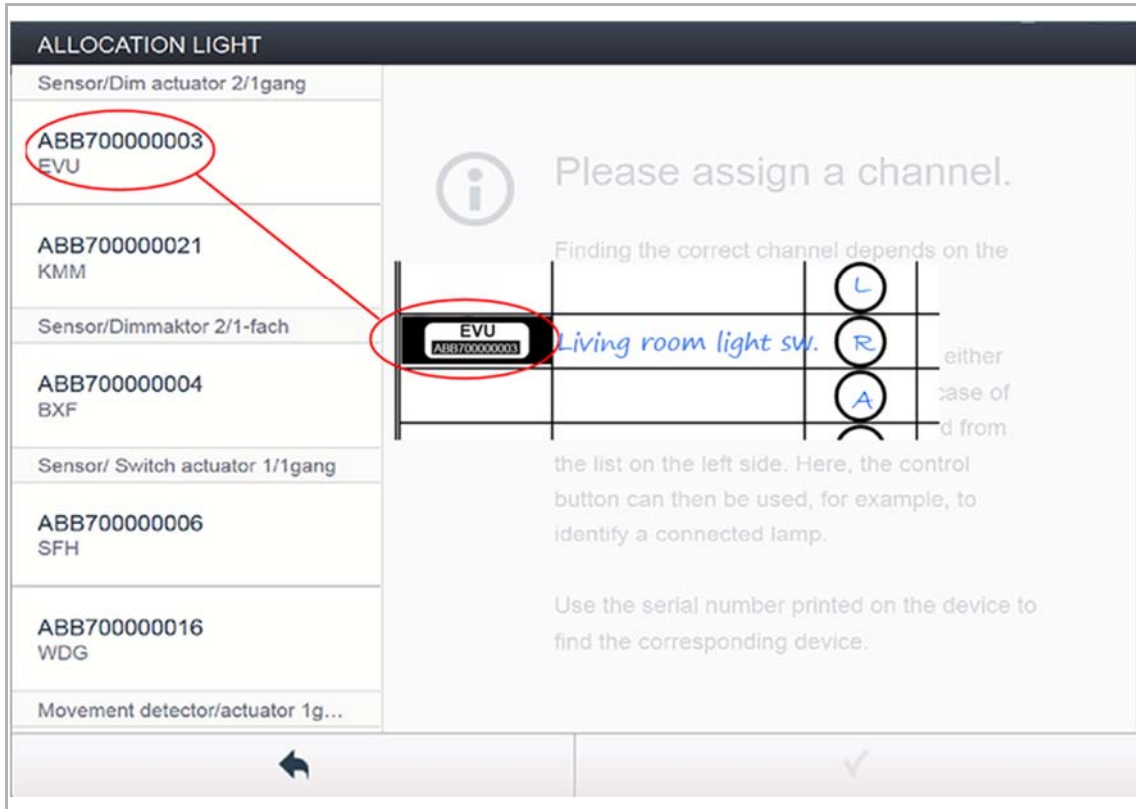 ALLOCATION LIGHT
Sensor/Dim actuator 2/1gang
ABB700000003
EVU
ABB700000021
KMM
Sensor/Dimmaktor 2/1-fach
ABB700000004
BXF
Sensor/ Switch actuator 1/1gang
ABB700000006
SFH
ABB700000016
WDG
Movement detector/actuator 1g...
Please assign a channel.
Finding the correct channel depends on the
L
EVU
ABB700000003
Living room light sw.
R
either
A
case of
d from
the list on the left side. Here, the control
button can then be used, for example, to
identify a connected lamp.
Use the serial number printed on the device to
find the corresponding device.